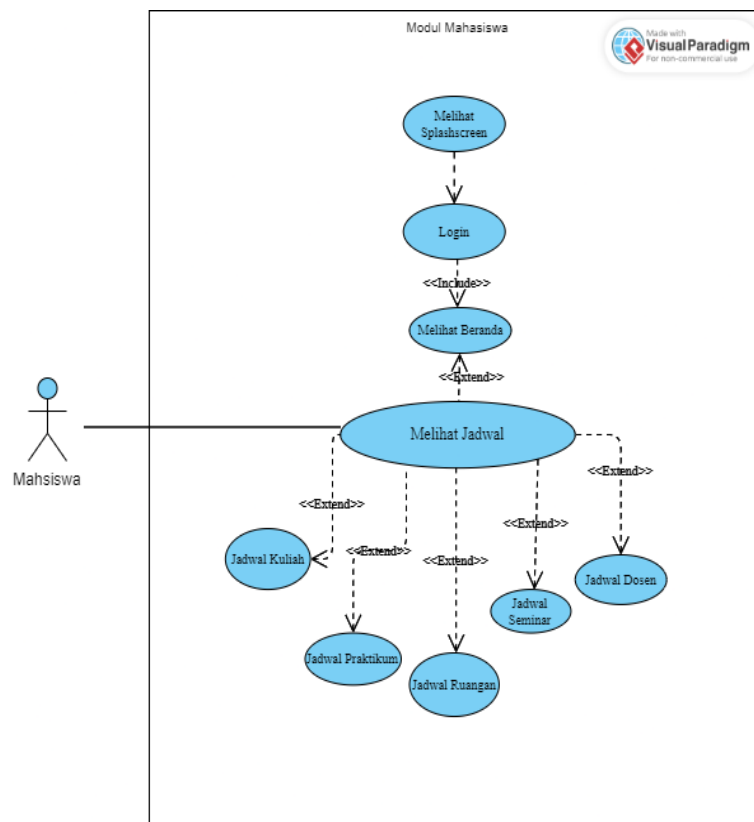 Modul Mahasiswa
Made with
Visual Paradigm
For non-commercial use
Melihat
Splashscreen
Login
<<Include>>
Melihat Beranda
<<Extend>>
Melihat Jadwal
Mahsiswa
<<Extend>>
<<Extend>>
<<Extend>>
<<Extend>>
<<Extend>>
Jadwal Kuliah
Jadwal Dosen
Jadwal
Seminar
Jadwal Praktikum
Jadwal Ruangan